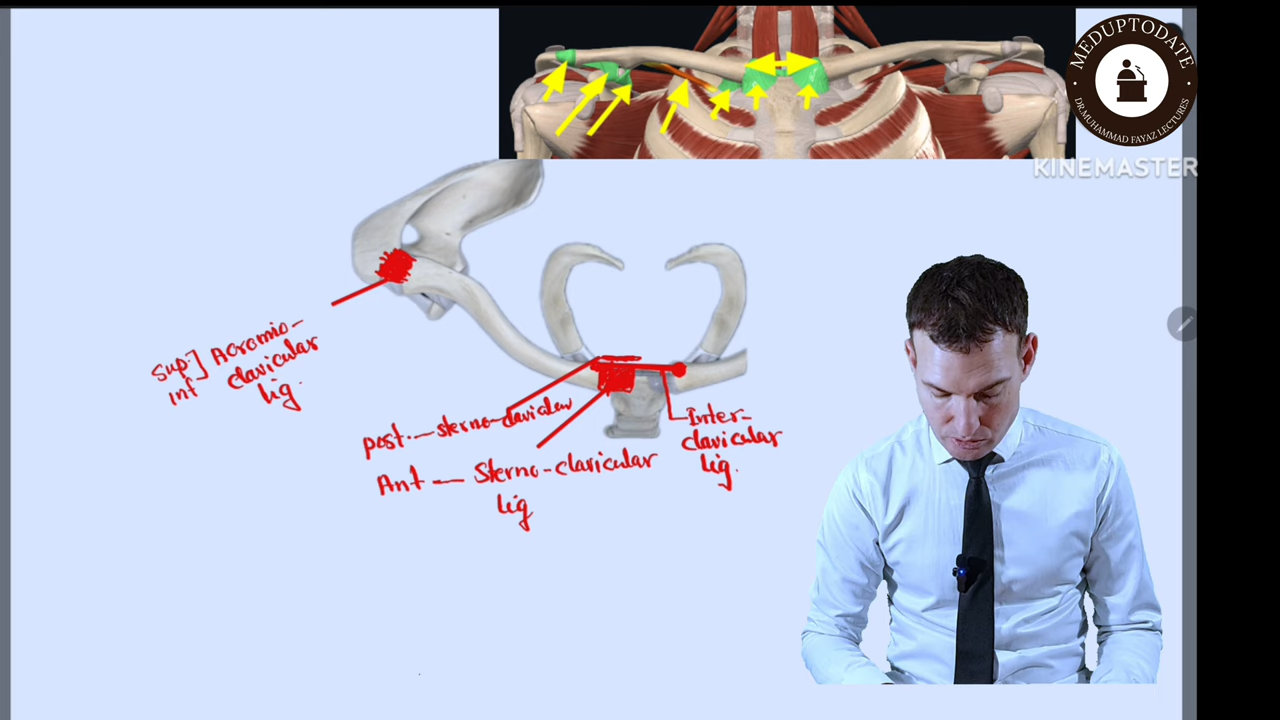 MEDUPTODATE
DR.MUHAMMAD FAYAZ LECTURES
KINEMASTER
Sup:] Acromio-
inf clavicular
lig.
post. — sterno-clavicular
Ant — Sterno-clavicular
lig
Inter-
clavicular
lig.